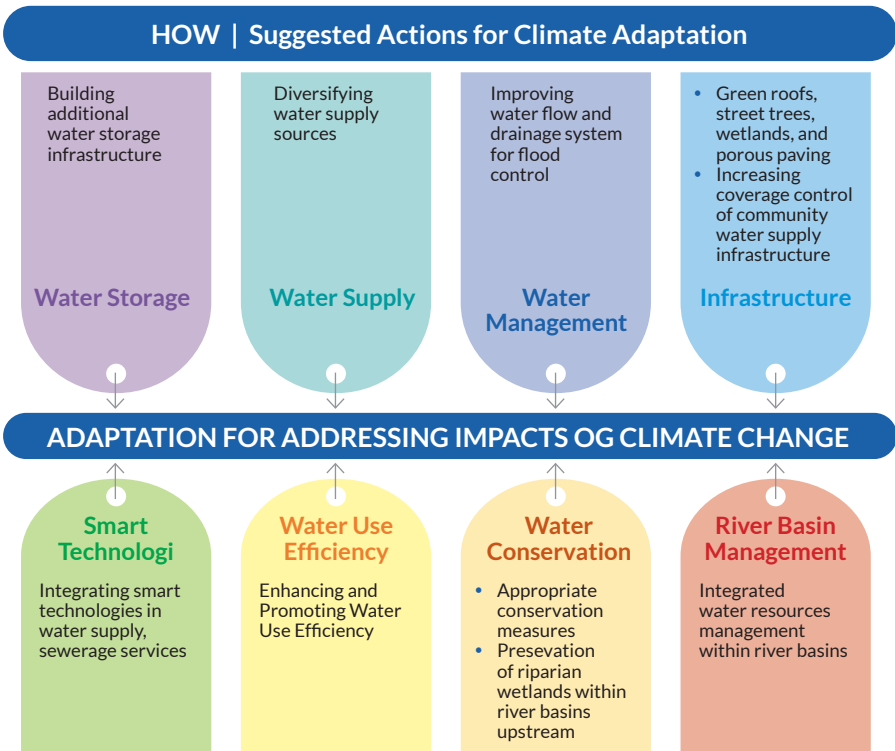 HOW | Suggested Actions for Climate Adaptation
Building
additional
water storage
infrastructure
Water Storage
Diversifying
water supply
sources
Water Supply
Improving
water flow and
drainage system
for flood
control
Water
Management
• Green roofs,
street trees,
wetlands, and
porous paving
• Increasing
coverage control
of community
water supply
infrastructure
Infrastructure
ADAPTATION FOR ADDRESSING IMPACTS OG CLIMATE CHANGE
Smart
Technologi
Integrating smart
technologies in
water supply,
sewerage services
Water Use
Efficiency
Enhancing and
Promoting Water
Use Efficiency
Water
Conservation
• Appropriate
conservation
measures
• Presevation
of riparian
wetlands within
river basins
upstream
River Basin
Management
Integrated
water resources
management
within river basins